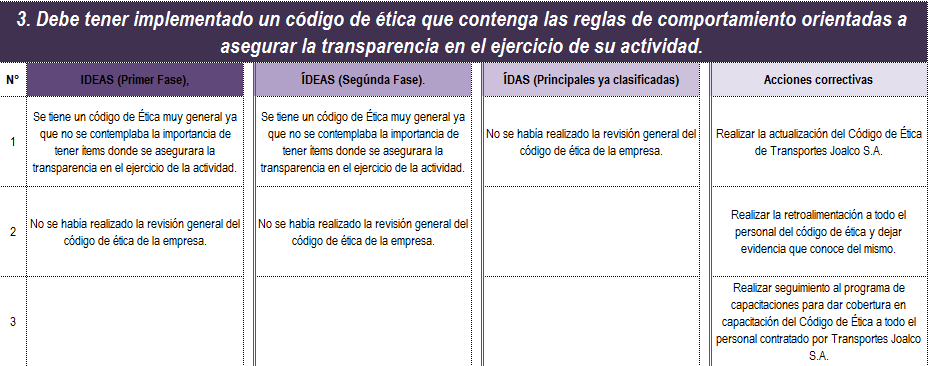 3. Debe tener implementado un código de ética que contenga las reglas de comportamiento orientadas a
asegurar la transparencia en el ejercicio de su actividad.
N°
IDEAS (Primer Fase),
ÍDEAS (Segúnda Fase).
ÍDAS (Principales ya clasificadas)
Acciones correctivas
1
Se tiene un código de Ética muy general ya
que no se contemplaba la importancia de
tener ítems donde se asegurara la
transparencia en el ejercicio de la actividad.
Se tiene un código de Ética muy general ya
que no se contemplaba la importancia de
tener ítems donde se asegurara la
transparencia en el ejercicio de la actividad.
No se había realizado la revisión general del
código de ética de la empresa.
Realizar la actualización del Código de Ética
de Transportes Joalco S.A.
2
No se había realizado la revisión general del
código de ética de la empresa.
No se había realizado la revisión general del
código de ética de la empresa.
Realizar la retroalimentación a todo el
personal del código de ética y dejar
evidencia que conoce del mismo.
3
Realizar seguimiento al programa de
capacitaciones para dar cobertura en
capacitación del Código de Ética a todo el
personal contratado por Transportes Joalco
S.A.